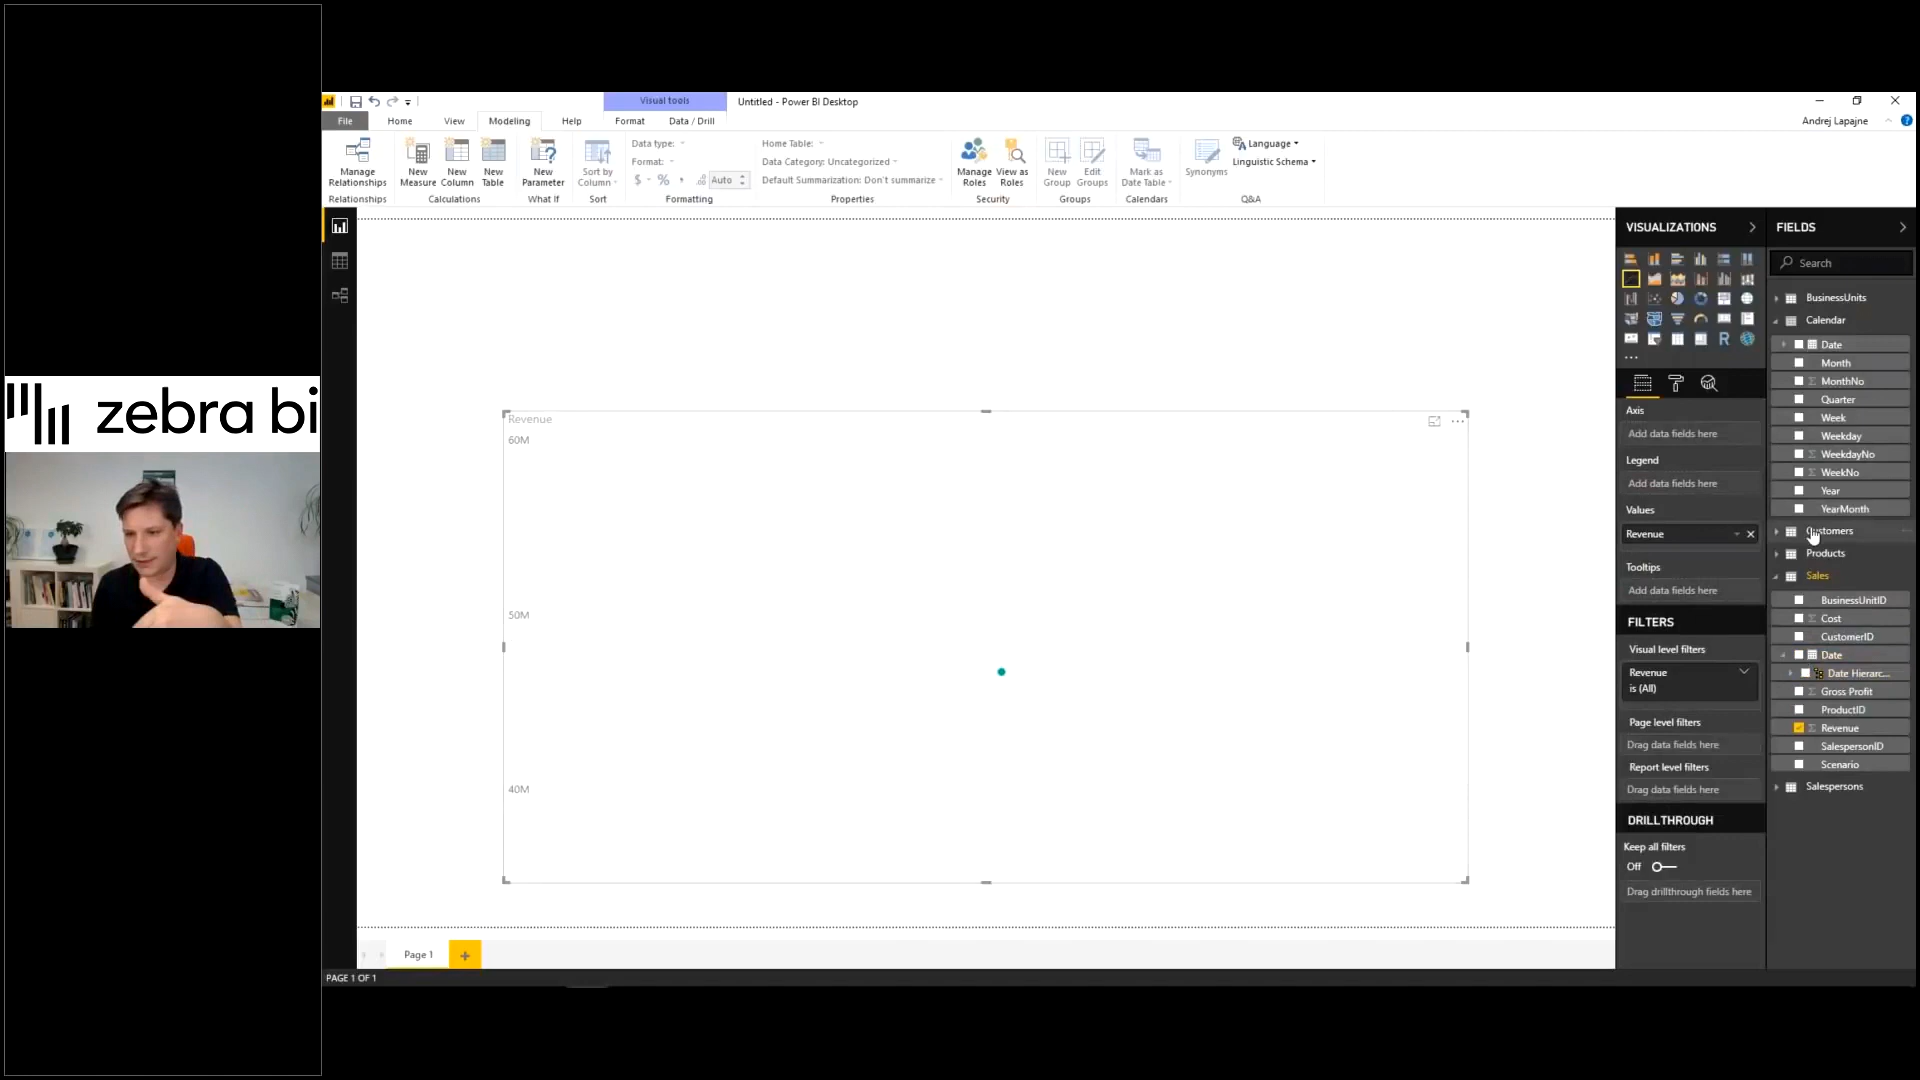 zebra bi
Visual tools
Untitled - Power BI Desktop
File
Home
View
Modeling
Help
Format
Data / Drill
Andrej Lapajne
Manage Relationships
New Measure
New Column
New Table
New Parameter
Sort by Column
Data type:
Format:
$
%
Auto
Home Table:
Data Category: Uncategorized
Default Summarization: Don't summarize
Manage Roles
View as Roles
New Group
Edit Groups
Mark as Date Table
Synonyms
Language
Linguistic Schema
Relationships
Calculations
What If
Sort
Formatting
Properties
Security
Groups
Calendars
Q&A
Revenue
60M
50M
40M
VISUALIZATIONS
R
Axis
Add data fields here
Legend
Add data fields here
Values
Revenue
Tooltips
Add data fields here
FILTERS
Visual level filters
Revenue
is (All)
Page level filters
Drag data fields here
Report level filters
Drag data fields here
DRILLTHROUGH
Keep all filters
Off
Drag drillthrough fields here
FIELDS
Search
BusinessUnits
Calendar
Date
Month
MonthNo
Quarter
Week
Weekday
WeekdayNo
WeekNo
Year
YearMonth
Customers
Products
Sales
BusinessUnitID
Cost
CustomerID
Date
Date Hierarc...
Gross Profit
ProductID
Revenue
SalespersonID
Scenario
Salespersons
Page 1
PAGE 1 OF 1